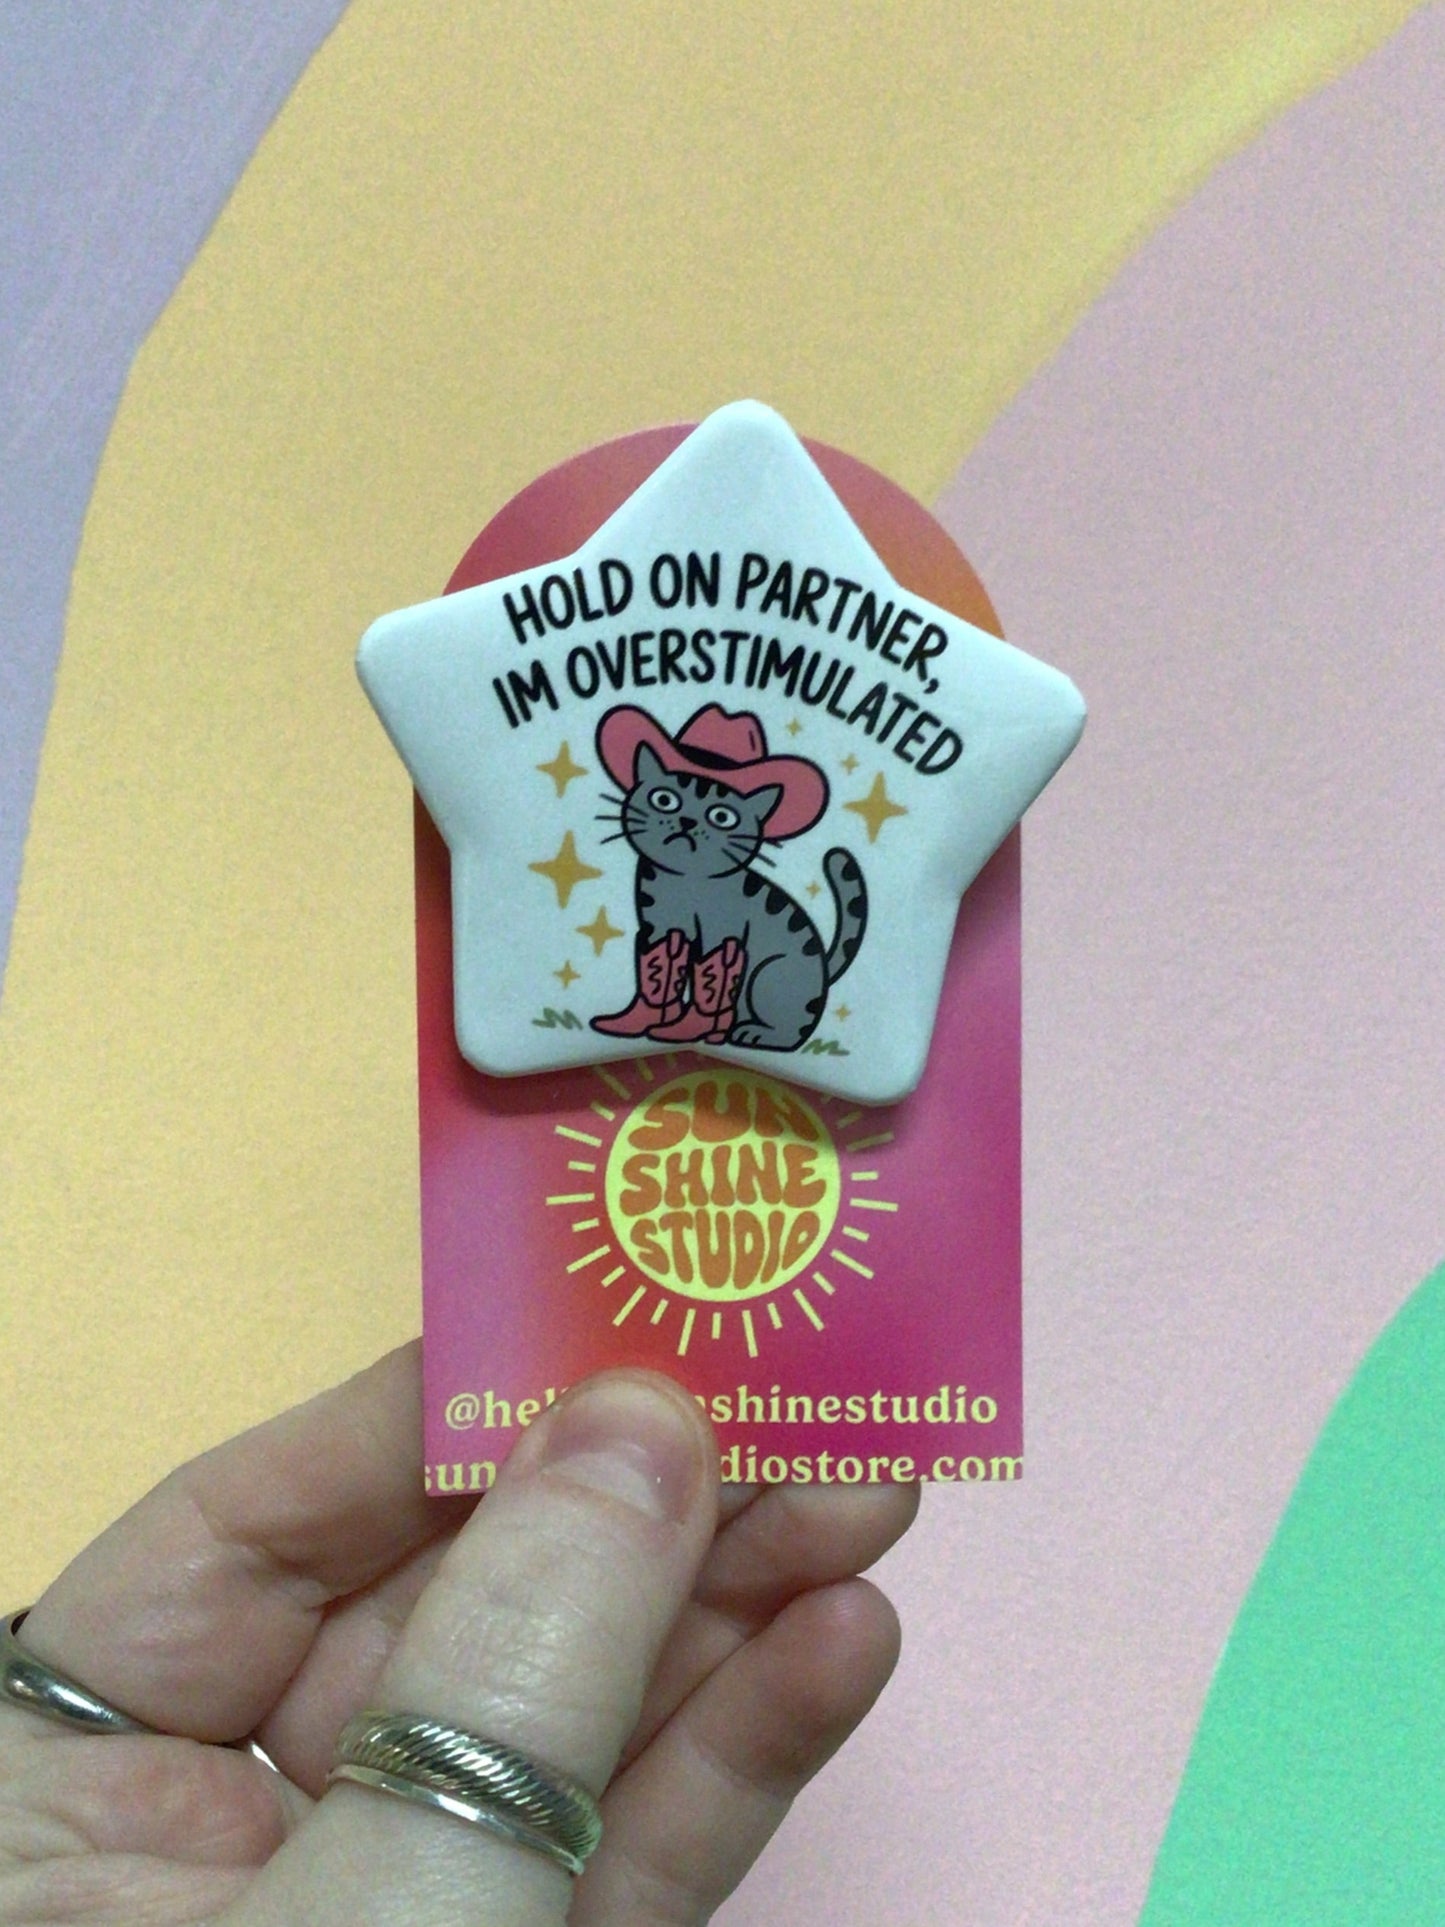 HOLD ON PARTNER,
IM OVERSTIMULATED
SUN
SHINE
STUDIO